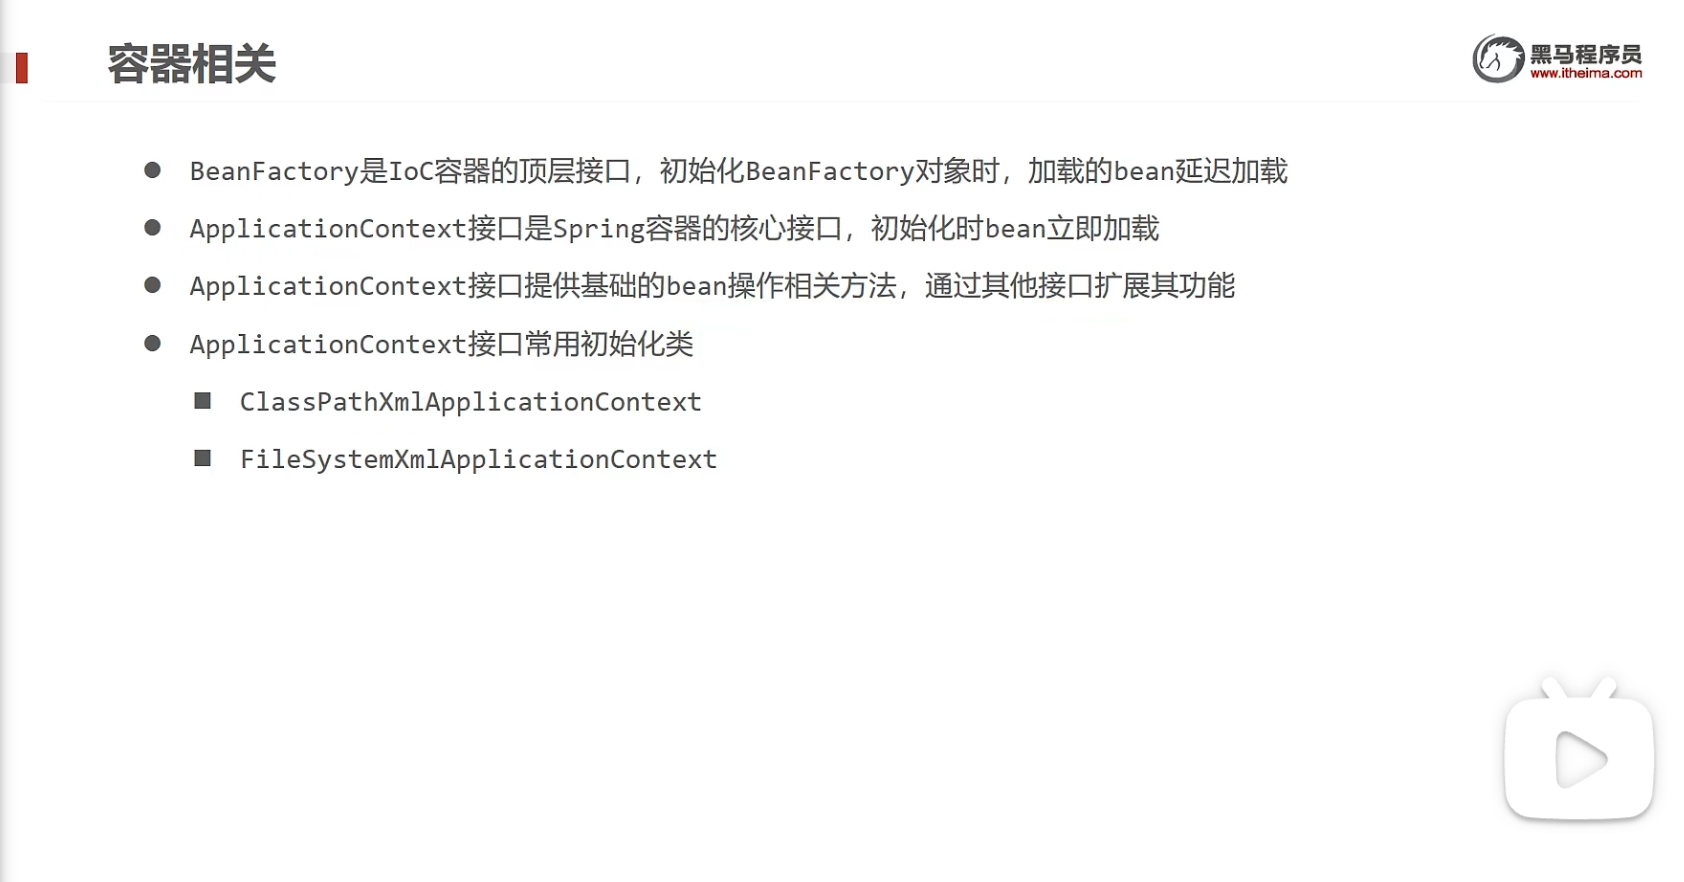 容器相关
黑马程序员
www.itheima.com
BeanFactory是IoC容器的顶层接口，初始化BeanFactory对象时，加载的bean延迟加载
ApplicationContext接口是Spring容器的核心接口，初始化时bean立即加载
ApplicationContext接口提供基础的bean操作相关方法，通过其他接口扩展其功能
ApplicationContext接口常用初始化类
ClassPathXmlApplicationContext
FileSystemXmlApplicationContext